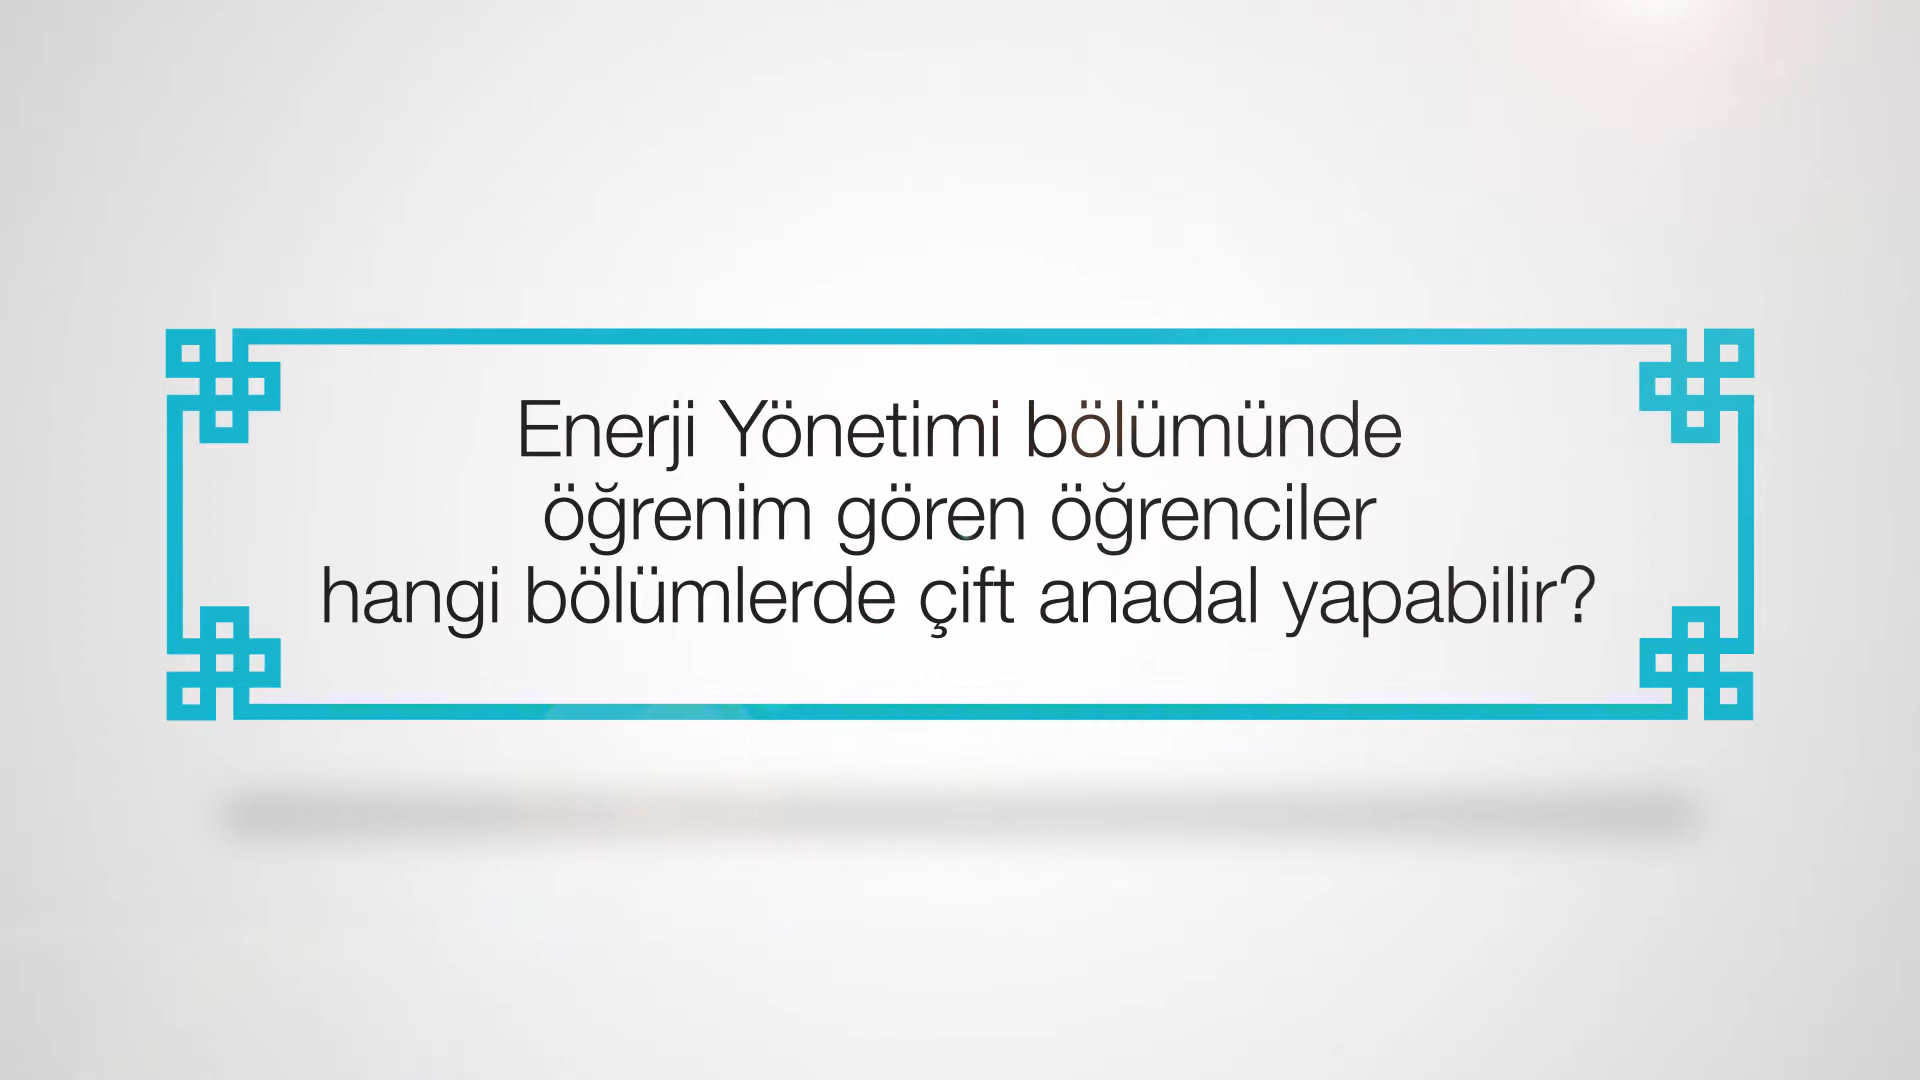 Enerji Yönetimi bölümünde
öğrenim gören öğrenciler
hangi bölümlerde çift anadal yapabilir?